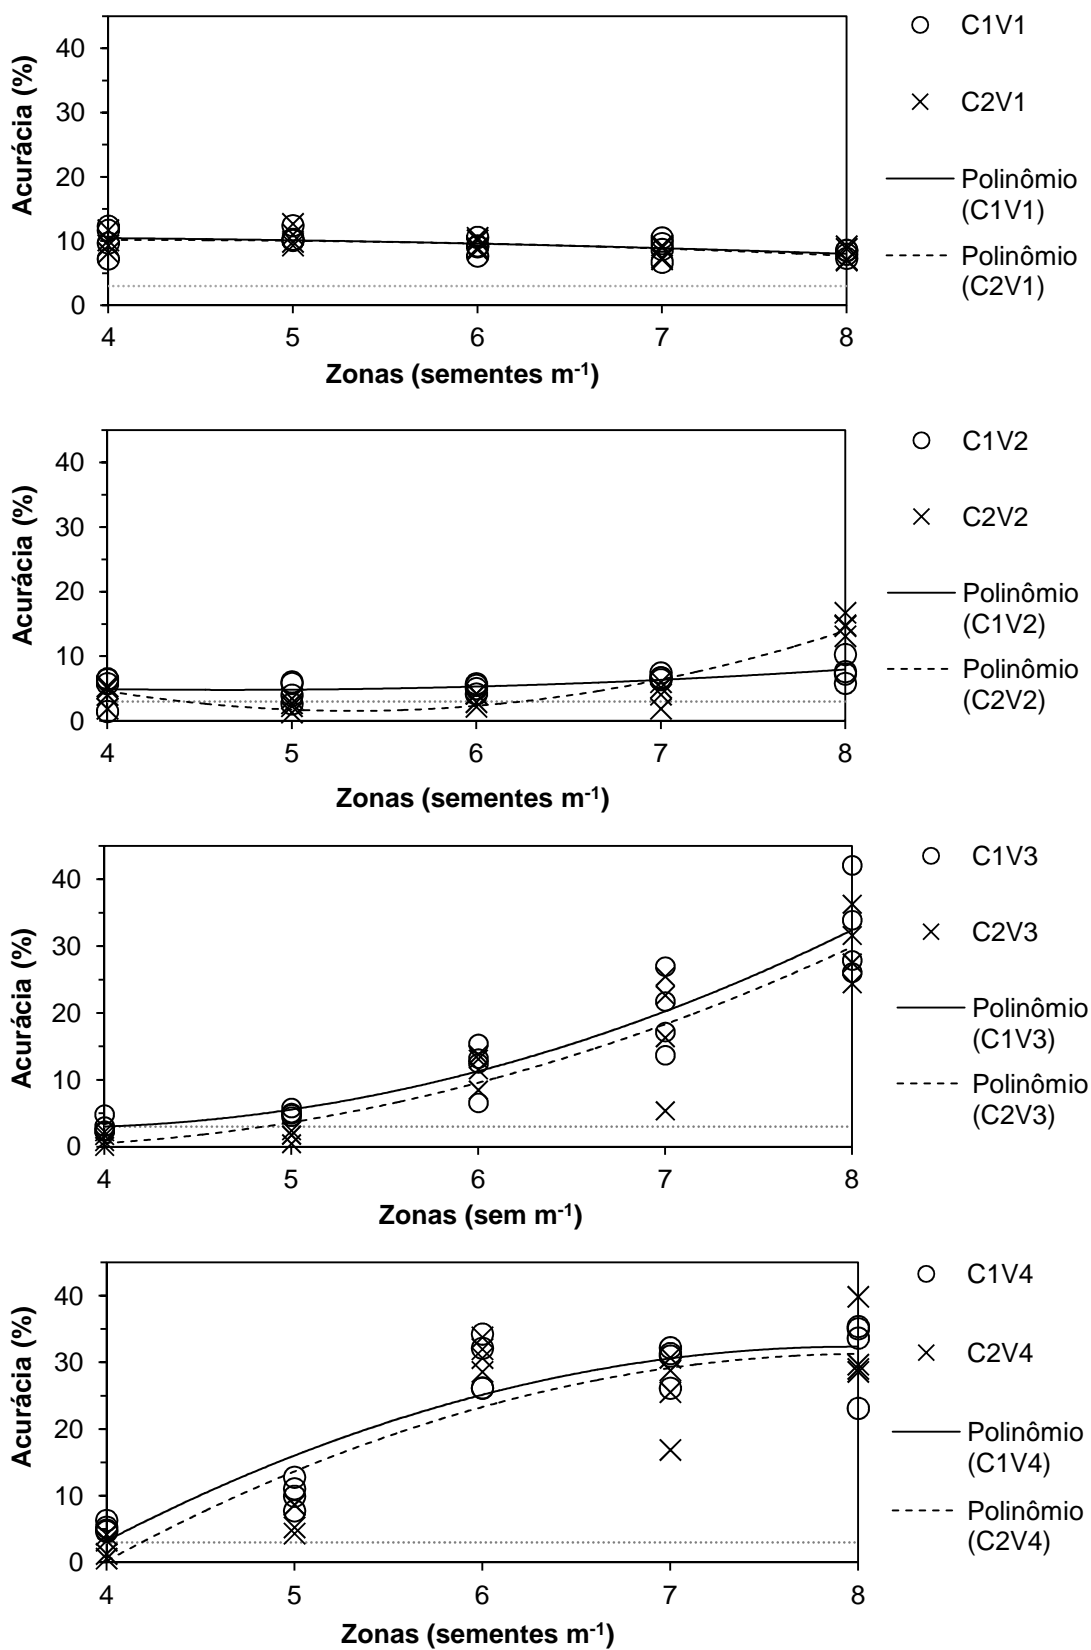 40
30
20
10
0
Acurácia (%)
4 5 6 7 8
Zonas (sementes m⁻¹)
C1V1
C2V1
Polinômio
(C1V1)
Polinômio
(C2V1)
40
30
20
10
0
Acurácia (%)
4 5 6 7 8
Zonas (sementes m⁻¹)
C1V2
C2V2
Polinômio
(C1V2)
Polinômio
(C2V2)
40
30
20
10
0
Acurácia (%)
4 5 6 7 8
Zonas (sem m⁻¹)
C1V3
C2V3
Polinômio
(C1V3)
Polinômio
(C2V3)
40
30
20
10
0
Acurácia (%)
4 5 6 7 8
Zonas (sementes m⁻¹)
C1V4
C2V4
Polinômio
(C1V4)
Polinômio
(C2V4)